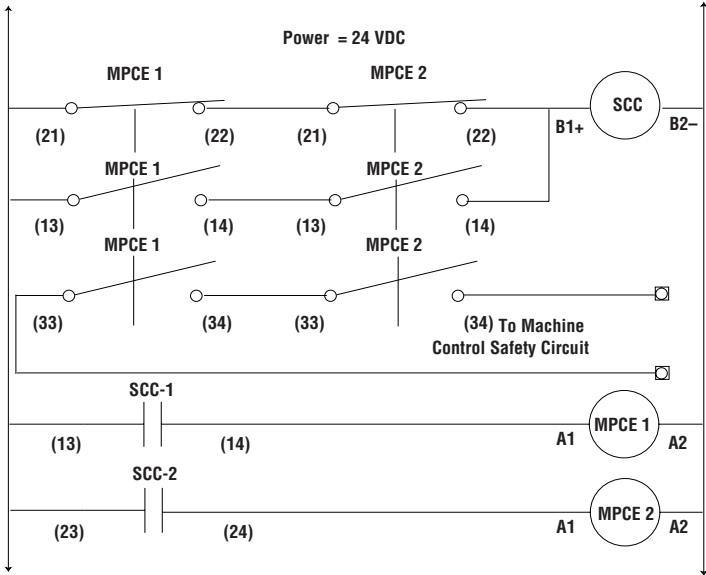 Power = 24 VDC
MPCE 1 MPCE 2
SCC
(21) (22) (21) (22) B1+ B2–
MPCE 1 MPCE 2
(13) (14) (13) (14)
MPCE 1 MPCE 2
(33) (34) (33) (34) To Machine
Control Safety Circuit
SCC-1
MPCE 1
(13) (14) A1 A2
SCC-2
MPCE 2
(23) (24) A1 A2